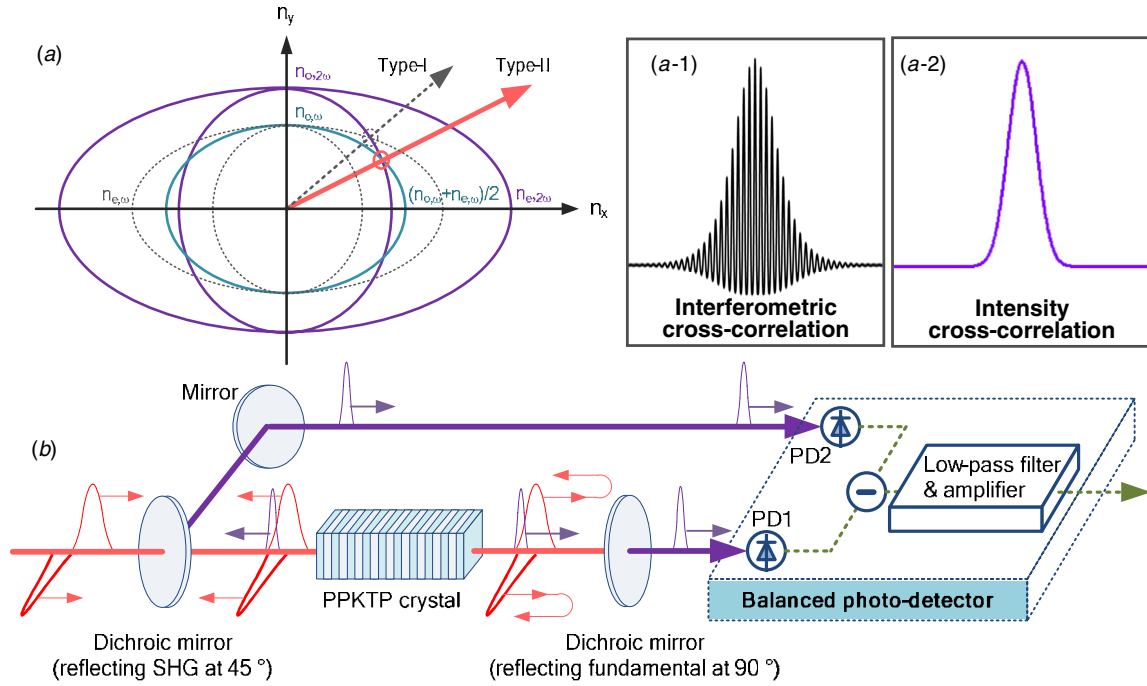 (a)
n_y
Type-I
Type-II
n_o,2ω
n_o,ω
n_e,ω
(n_o,ω+n_e,ω)/2
n_e,2ω
n_x
(a-1)
Interferometric
cross-correlation
(a-2)
Intensity
cross-correlation
(b)
Mirror
PD2
Low-pass filter
& amplifier
PD1
PPKTP crystal
Balanced photo-detector
Dichroic mirror
(reflecting SHG at 45 °)
Dichroic mirror
(reflecting fundamental at 90 °)